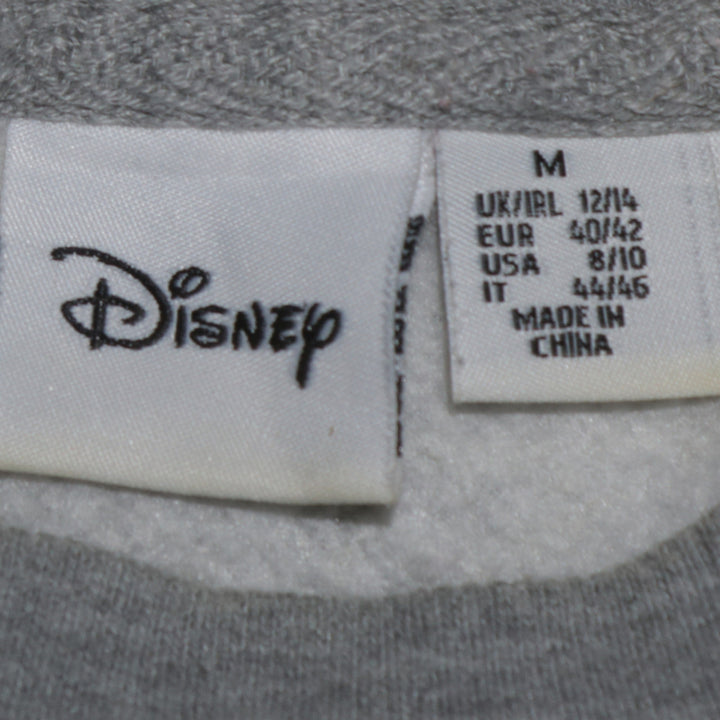 Disney
M
UK/IRL 12/14
EUR 40/42
USA 8/10
IT 44/46
MADE IN
CHINA